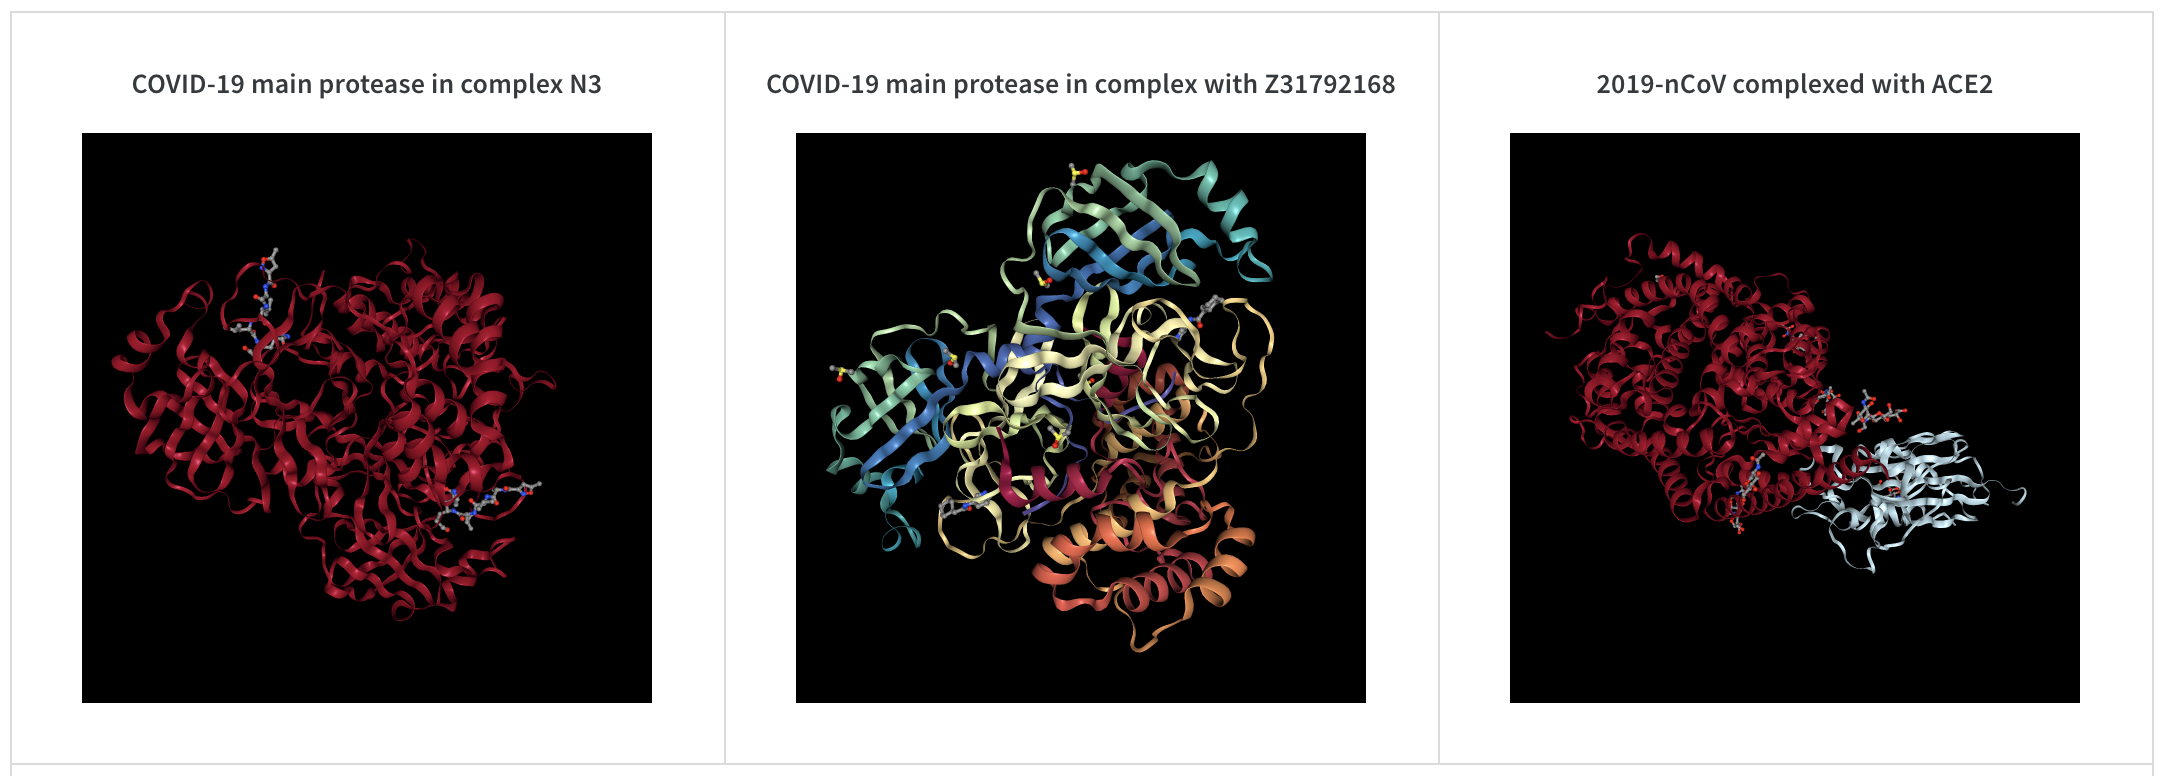 COVID-19 main protease in complex N3
COVID-19 main protease in complex with Z31792168
2019-nCoV complexed with ACE2